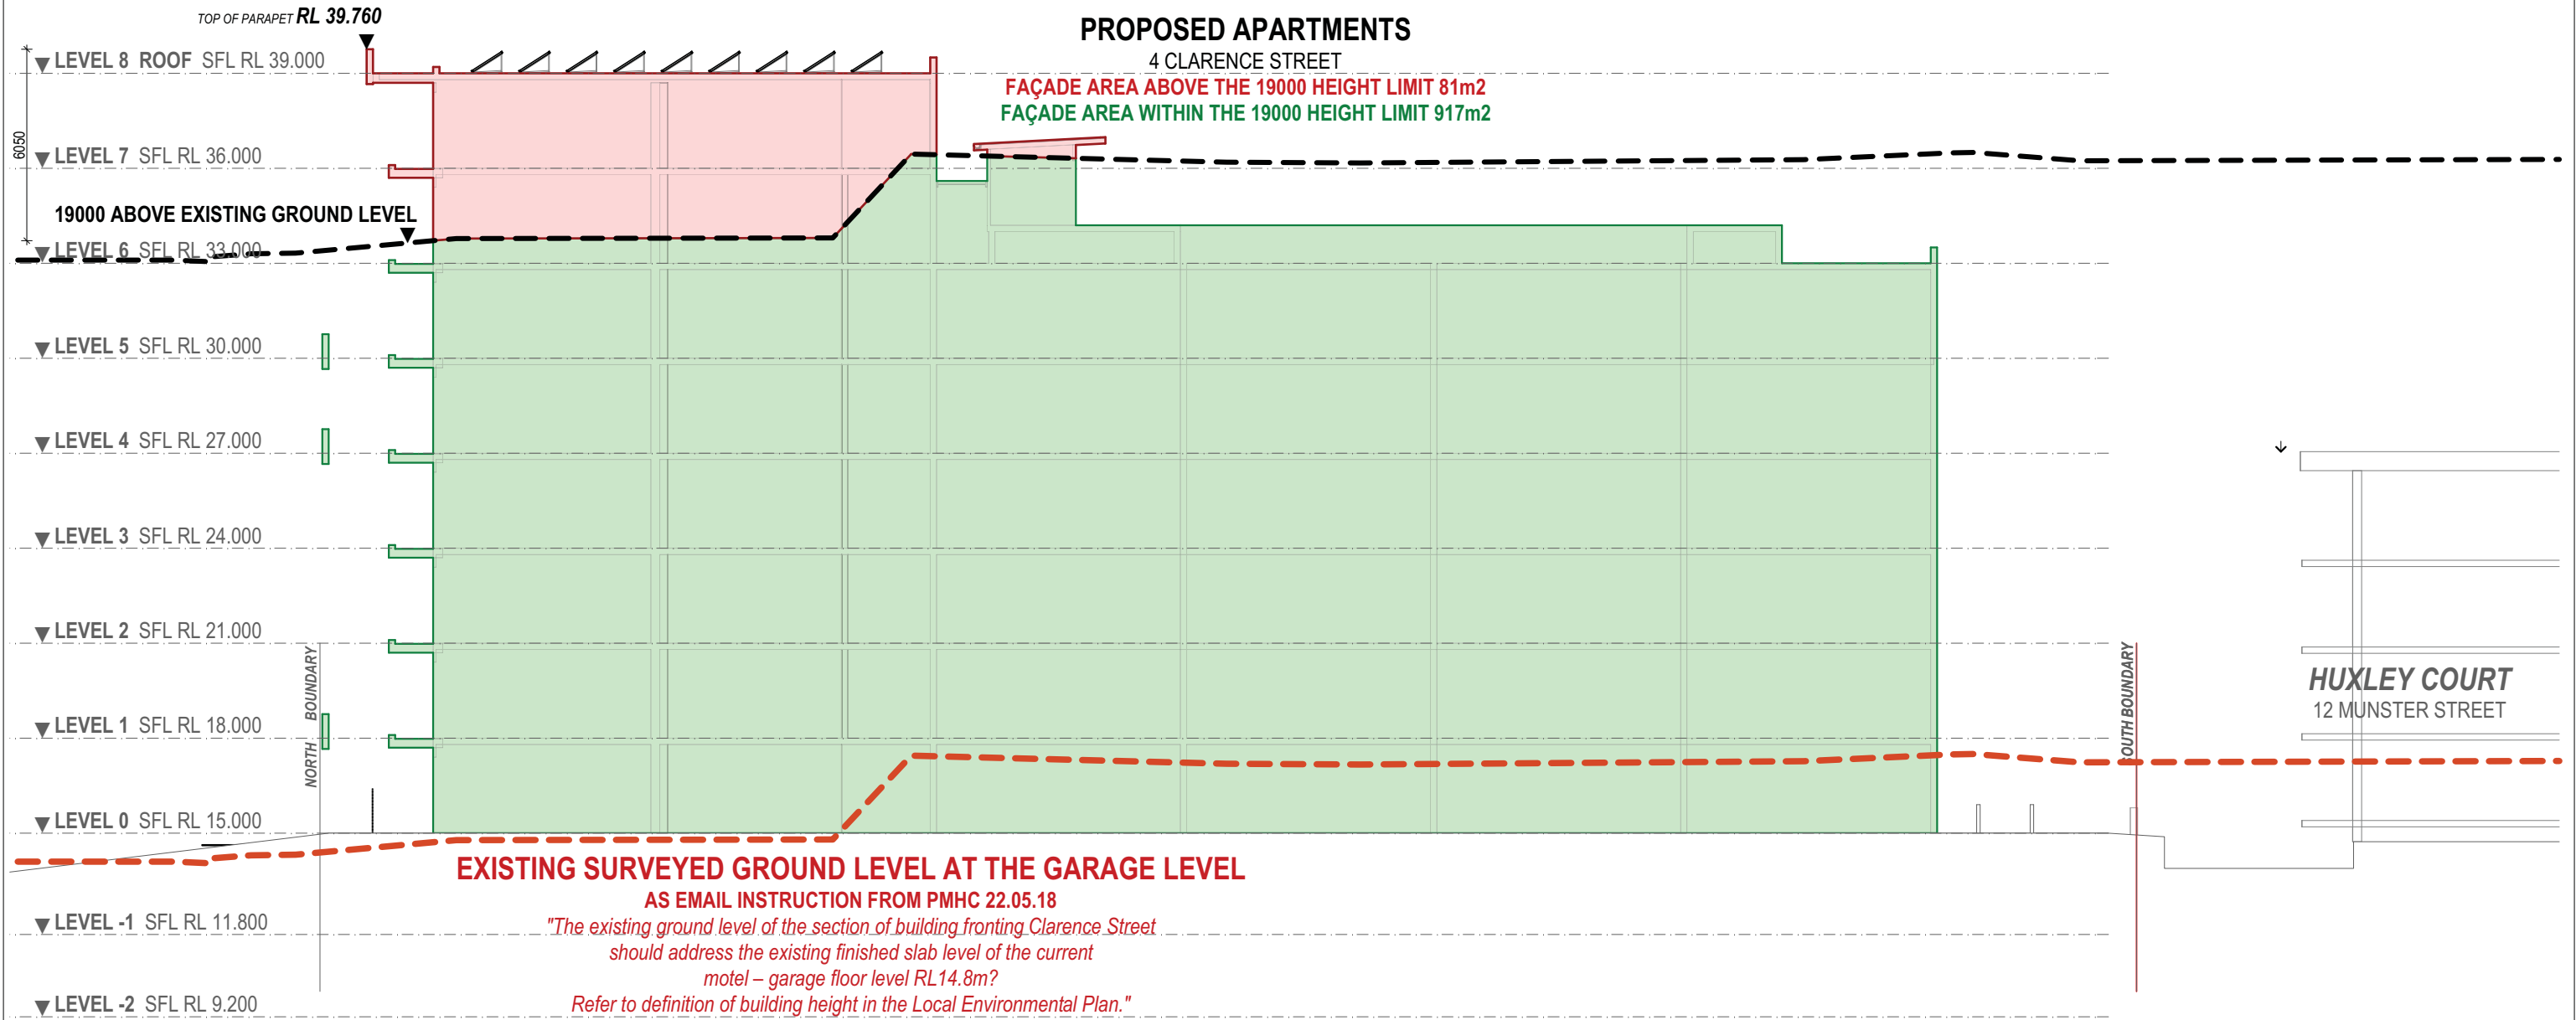 TOP OF PARAPET RL 39.760
PROPOSED APARTMENTS
4 CLARENCE STREET
FAÇADE AREA ABOVE THE 19000 HEIGHT LIMIT 81m2
FAÇADE AREA WITHIN THE 19000 HEIGHT LIMIT 917m2
LEVEL 8 ROOF SFL RL 39.000
6050
LEVEL 7 SFL RL 36.000
19000 ABOVE EXISTING GROUND LEVEL
LEVEL 6 SFL RL 33.000
LEVEL 5 SFL RL 30.000
LEVEL 4 SFL RL 27.000
LEVEL 3 SFL RL 24.000
LEVEL 2 SFL RL 21.000
NORTH BOUNDARY
SOUTH BOUNDARY
HUXLEY COURT
12 MUNSTER STREET
LEVEL 1 SFL RL 18.000
LEVEL 0 SFL RL 15.000
EXISTING SURVEYED GROUND LEVEL AT THE GARAGE LEVEL
AS EMAIL INSTRUCTION FROM PMHC 22.05.18
"The existing ground level of the section of building fronting Clarence Street
should address the existing finished slab level of the current
motel – garage floor level RL14.8m?
Refer to definition of building height in the Local Environmental Plan."
LEVEL -1 SFL RL 11.800
LEVEL -2 SFL RL 9.200